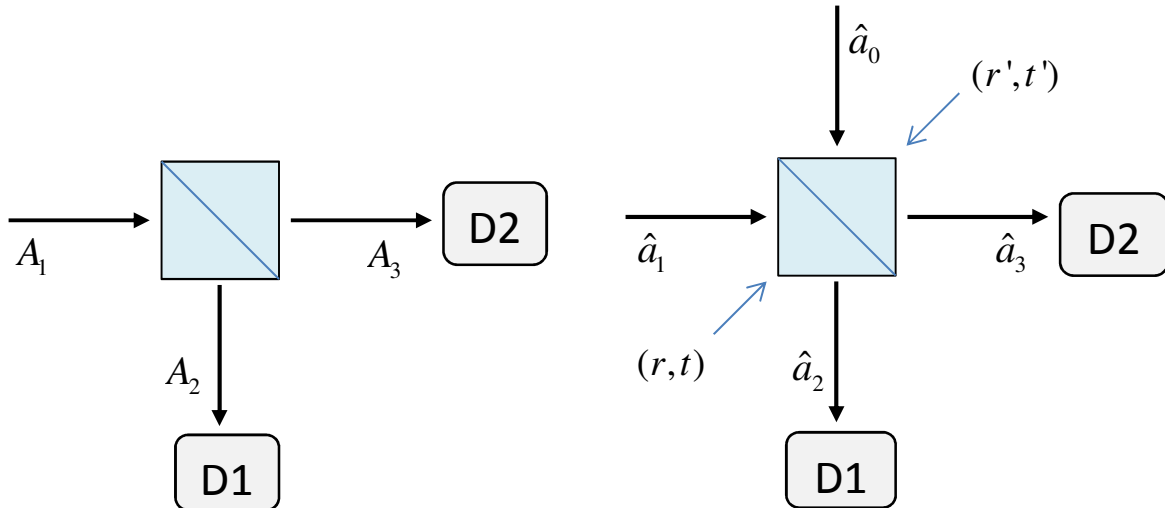 A₁
A₃
D2
A₂
D1
â₀
(r',t')
â₁
â₃
D2
(r,t)
â₂
D1